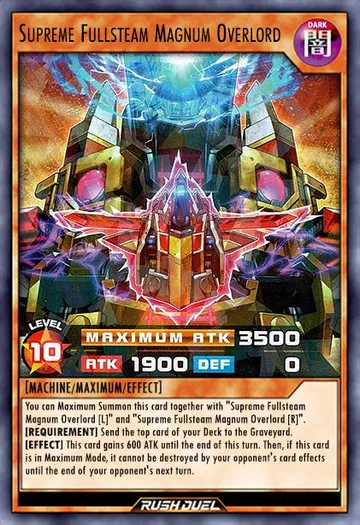 Supreme Fullsteam Magnum Overlord
DARK
闇
MAXIMUM ATK 3500
LEVEL
10
ATK 1900 DEF 0
[MACHINE/MAXIMUM/EFFECT]
You can Maximum Summon this card together with "Supreme Fullsteam
Magnum Overlord [L]" and "Supreme Fullsteam Magnum Overlord [R]".
[REQUIREMENT] Send the top card of your Deck to the Graveyard.
[EFFECT] This card gains 600 ATK until the end of this turn. Then, if this card
is in Maximum Mode, it cannot be destroyed by your opponent's card effects
until the end of your opponent's next turn.
RUSH DUEL